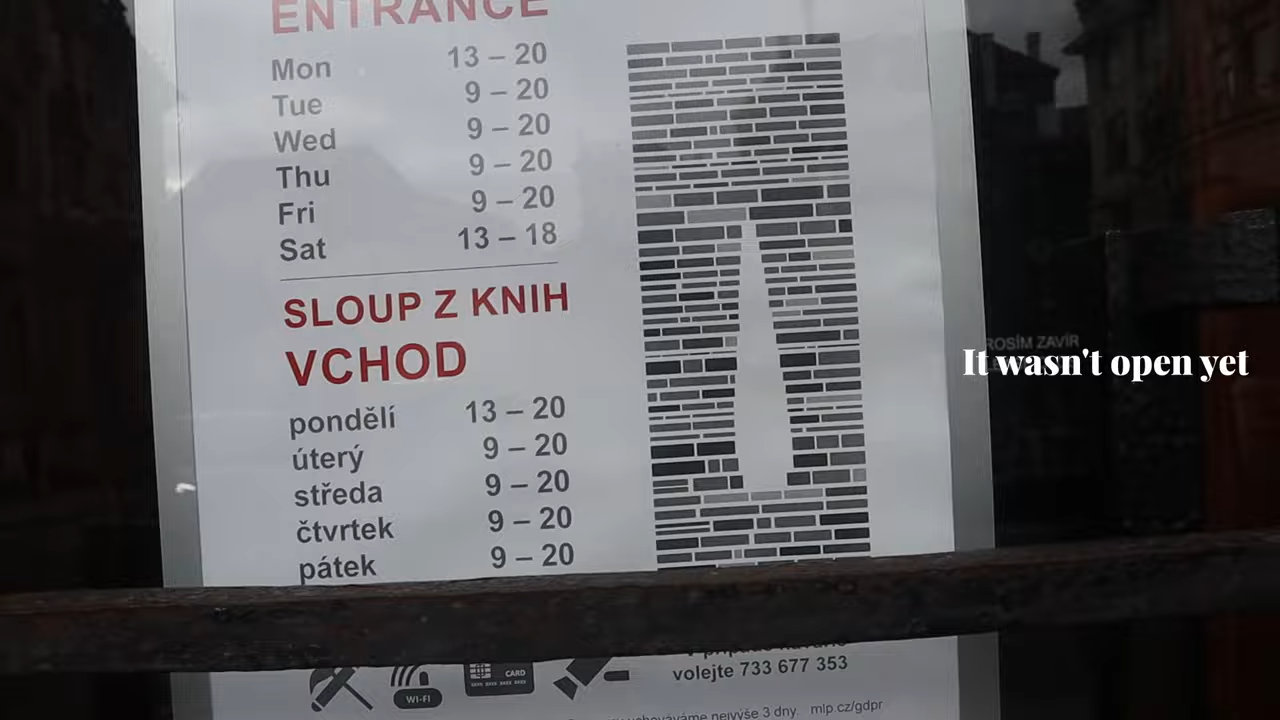 ENTRANCE
Mon 13 – 20
Tue 9 – 20
Wed 9 – 20
Thu 9 – 20
Fri 9 – 20
Sat 13 – 18
SLOUP Z KNIH
VCHOD
pondělí 13 – 20
úterý 9 – 20
středa 9 – 20
čtvrtek 9 – 20
pátek 9 – 20
ROSÍM ZAVÍR
It wasn't open yet
WI-FI
CARD
volejte 733 677 353
nejvýše 3 dny. mlp.cz/gdpr